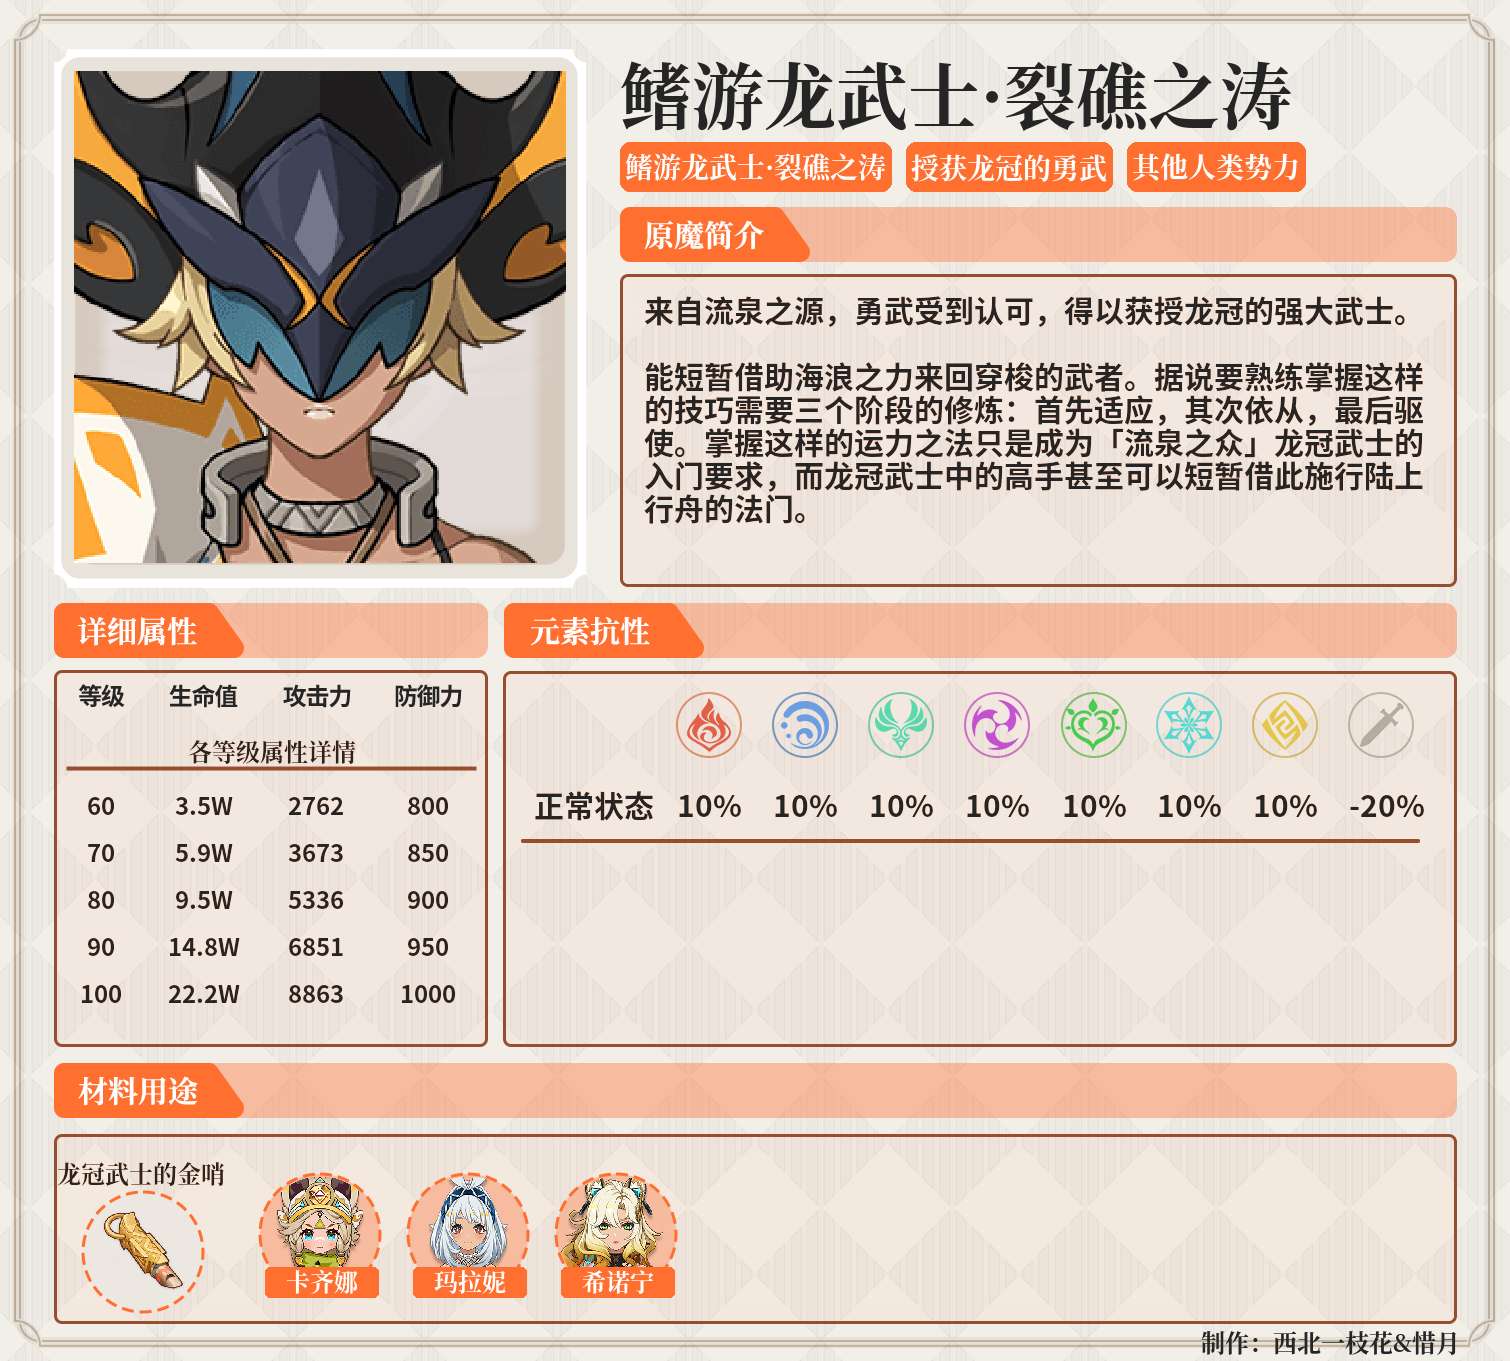 鳍游龙武士·裂礁之涛
鳍游龙武士·裂礁之涛 授获龙冠的勇武 其他人类势力
原魔简介
来自流泉之源，勇武受到认可，得以获授龙冠的强大武士。
能短暂借助海浪之力来回穿梭的武者。据说要熟练掌握这样
的技巧需要三个阶段的修炼：首先适应，其次依从，最后驱
使。掌握这样的运力之法只是成为「流泉之众」龙冠武士的
入门要求，而龙冠武士中的高手甚至可以短暂借此施行陆上
行舟的法门。
详细属性
等级 生命值 攻击力 防御力
各等级属性详情
60 3.5W 2762 800
70 5.9W 3673 850
80 9.5W 5336 900
90 14.8W 6851 950
100 22.2W 8863 1000
元素抗性
正常状态 10% 10% 10% 10% 10% 10% 10% -20%
材料用途
龙冠武士的金哨
卡齐娜 玛拉妮 希诺宁
制作：西北一枝花&惜月